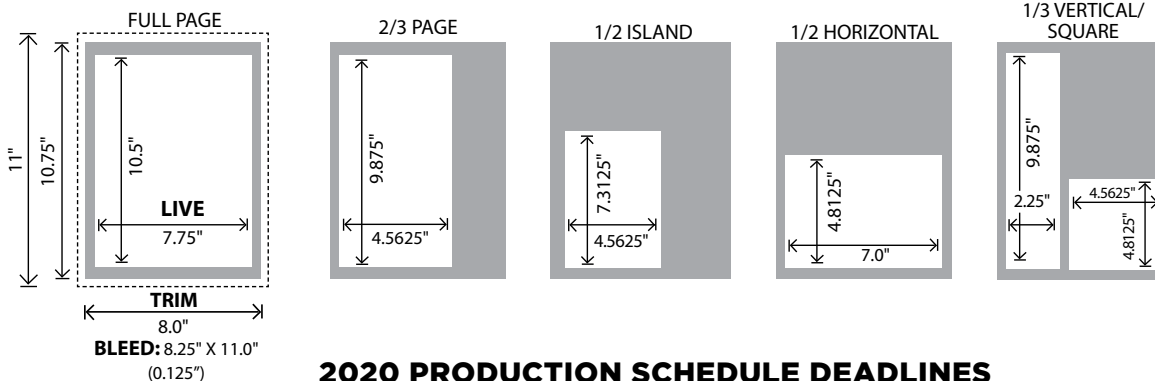 FULL PAGE
11"
10.75"
10.5"
LIVE
7.75"
TRIM
8.0"
BLEED: 8.25" X 11.0"
(0.125”)
2/3 PAGE
9.875"
4.5625"
1/2 ISLAND
7.3125"
4.5625"
1/2 HORIZONTAL
4.8125"
7.0"
1/3 VERTICAL/
SQUARE
9.875"
2.25"
4.5625"
4.8125"
2020 PRODUCTION SCHEDULE DEADLINES